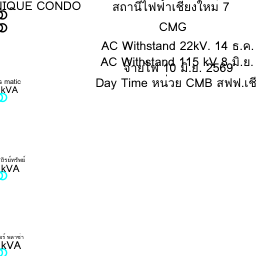 NIQUE CONDO
สถานีไฟฟ้าเชียงใหม่ 7
CMG
AC Withstand 22kV. 14 ธ.ค.
AC Withstand 115 kV 8 มิ.ย.
จ่ายไฟ 10 มิ.ย. 2569
Day Time หน่วย CMB สฟฟ.เชี
s matic
kVA
kVA
kVA